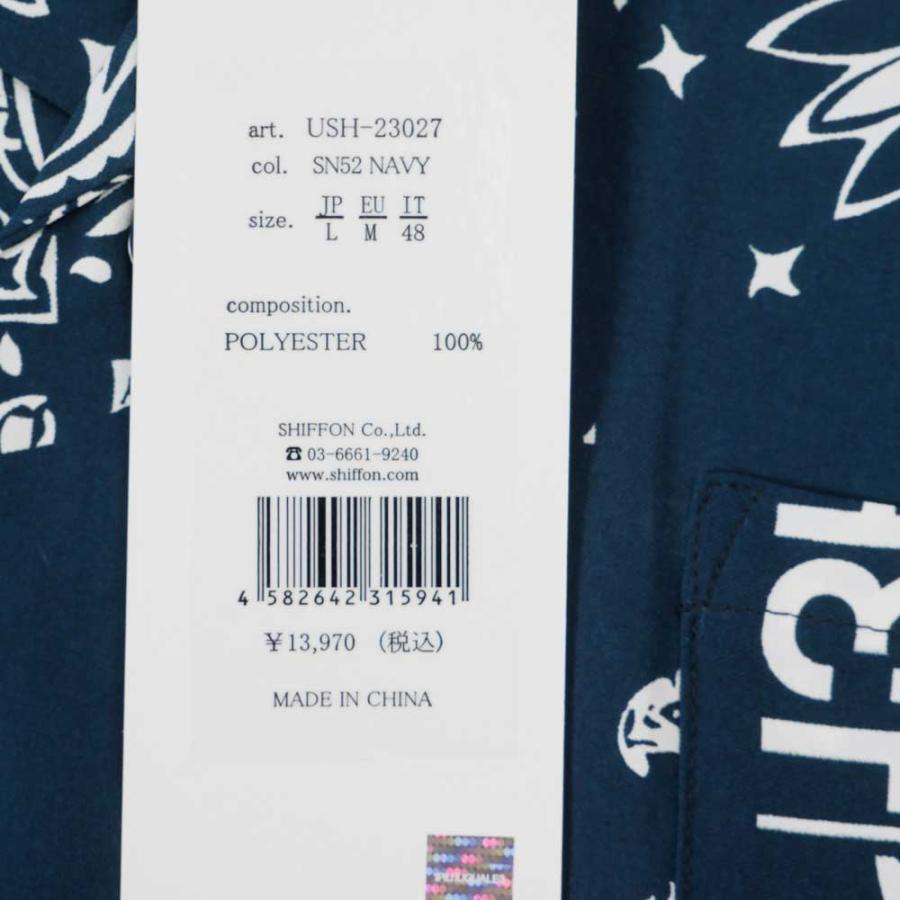 art. USH-23027
col. SN52 NAVY
size. JP EU IT
L M 48
composition.
POLYESTER 100%
SHIFFON Co.,Ltd.
☎ 03-6661-9240
www.shiffon.com
4 582642 315941
¥13,970 (税込)
MADE IN CHINA
1PIU1UGUALE3